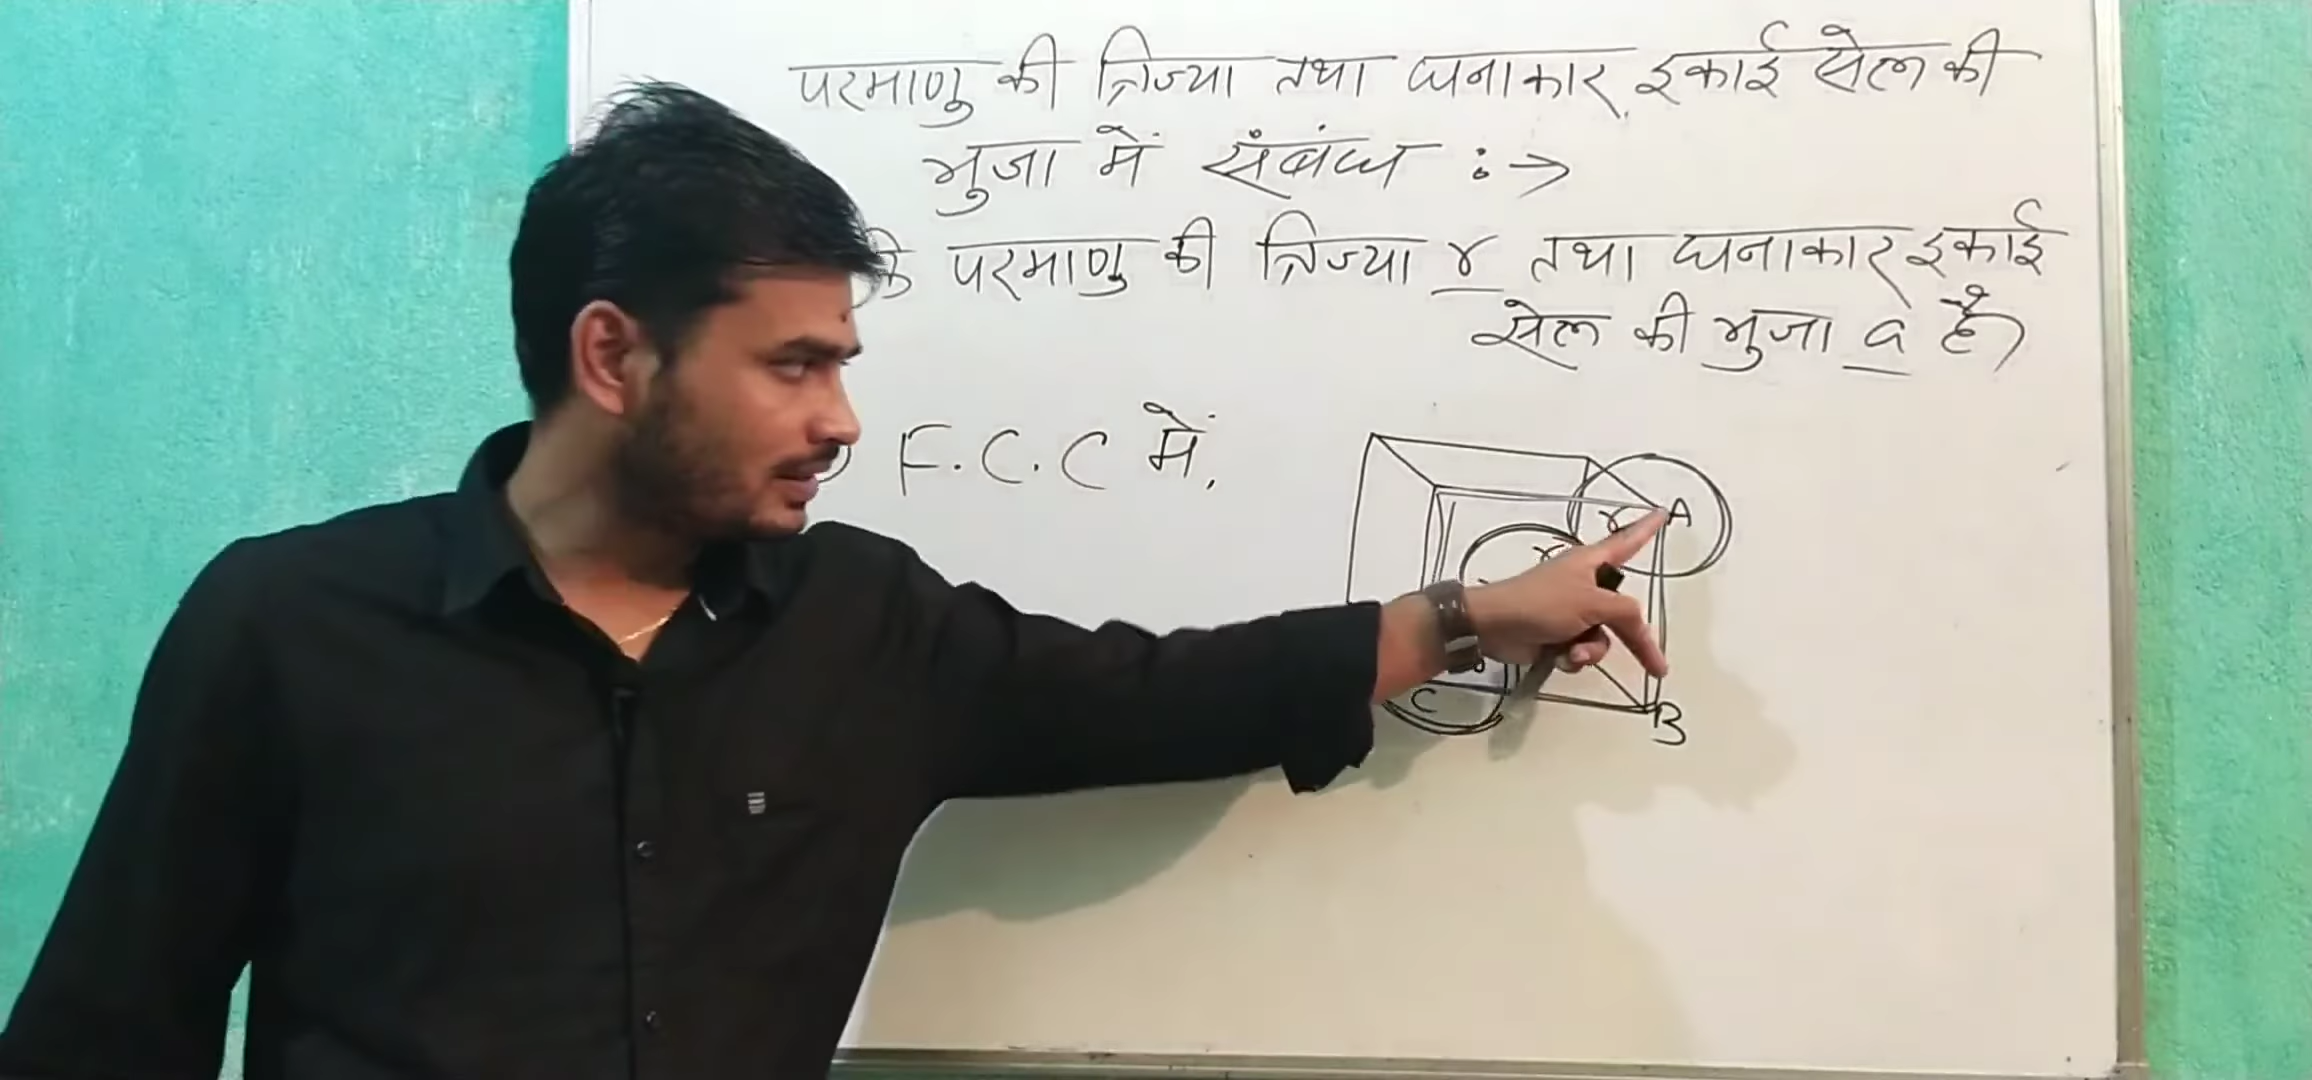 परमाणु की त्रिज्या तथा घनाकार इकाई सेल की
भुजा में संबंध :→
कि परमाणु की त्रिज्या r तथा घनाकार इकाई
सेल की भुजा a है।
F.C.C में,
r A
r
C
B